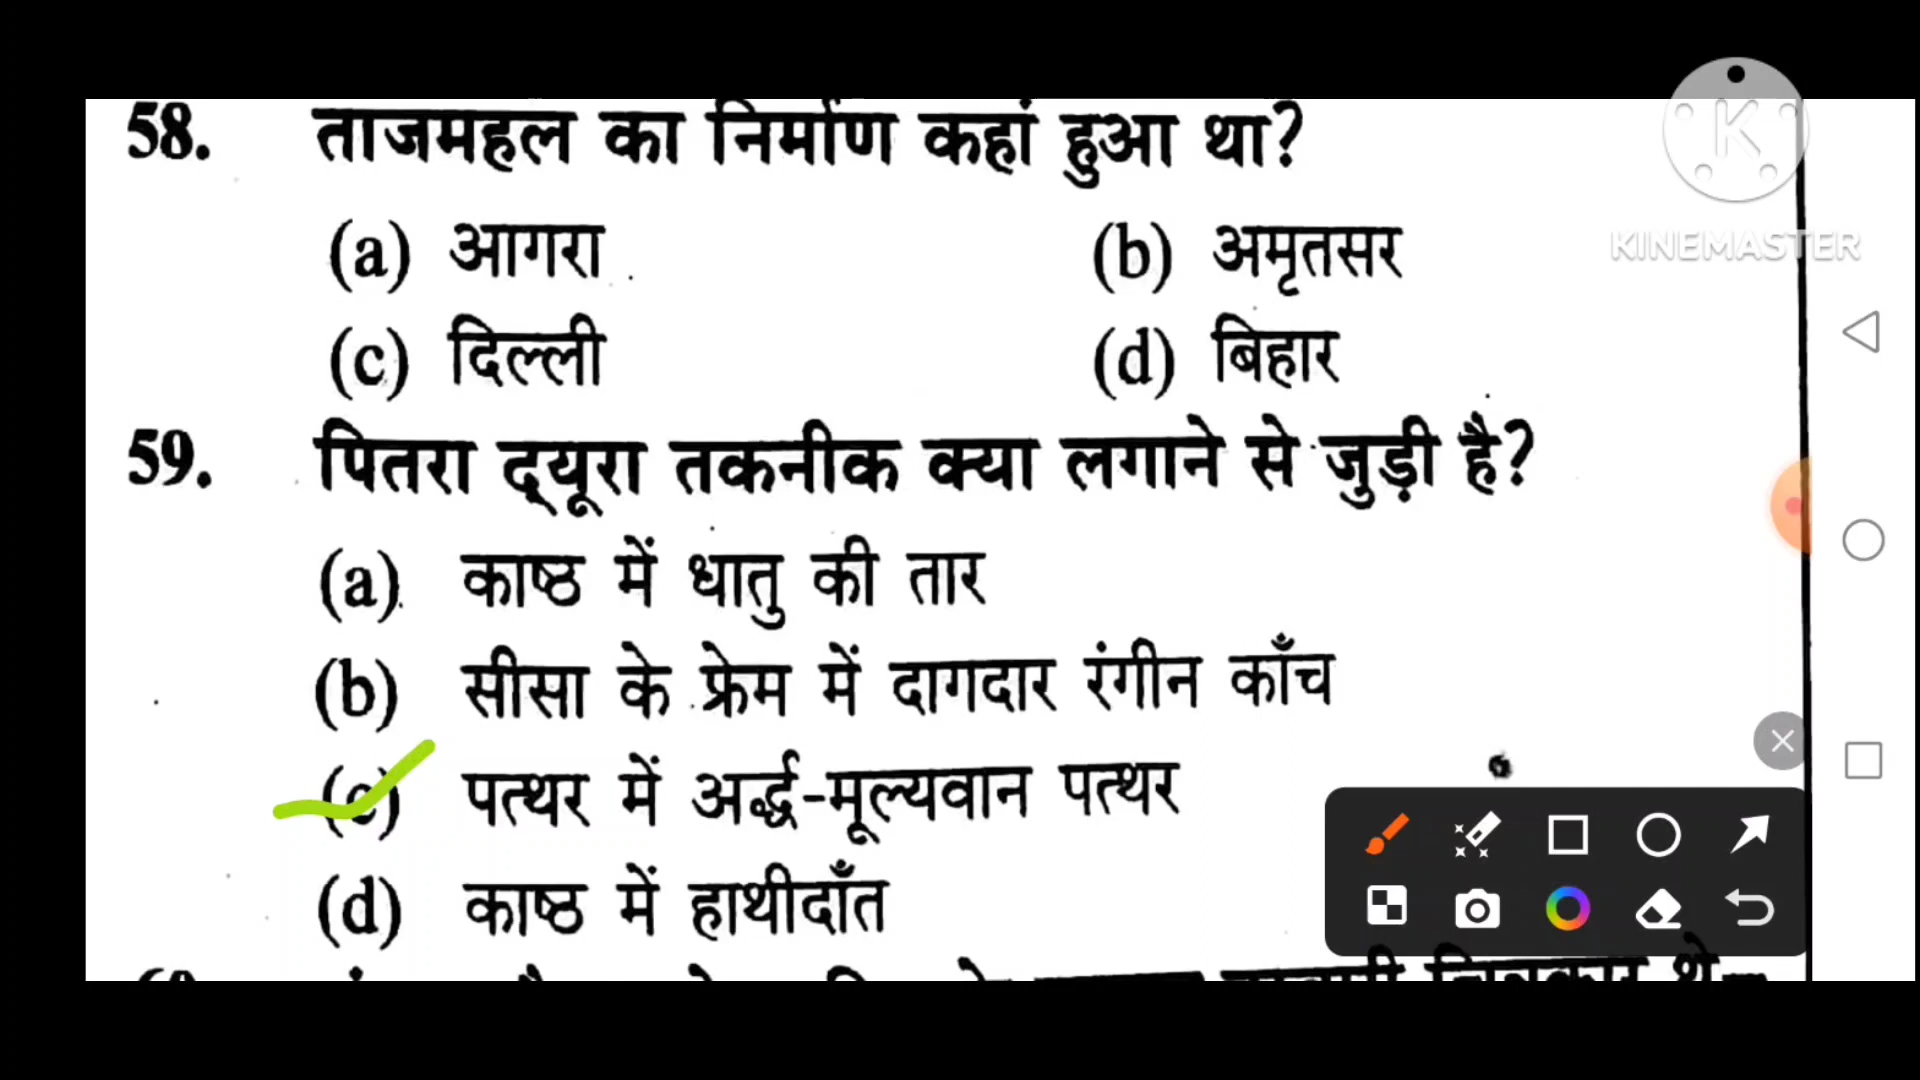 58. ताजमहल का निर्माण कहां हुआ था?
(a) आगरा (b) अमृतसर
(c) दिल्ली (d) बिहार
59. पितरा द्यूरा तकनीक क्या लगाने से जुड़ी है?
(a) काष्ठ में धातु की तार
(b) सीसा के फ्रेम में दागदार रंगीन काँच
(c) पत्थर में अर्द्ध-मूल्यवान पत्थर
(d) काष्ठ में हाथीदाँत
KINEMASTER